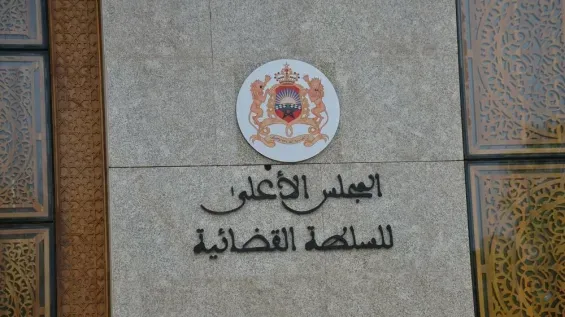 المجلس الأعلى
للسلطة القضائية